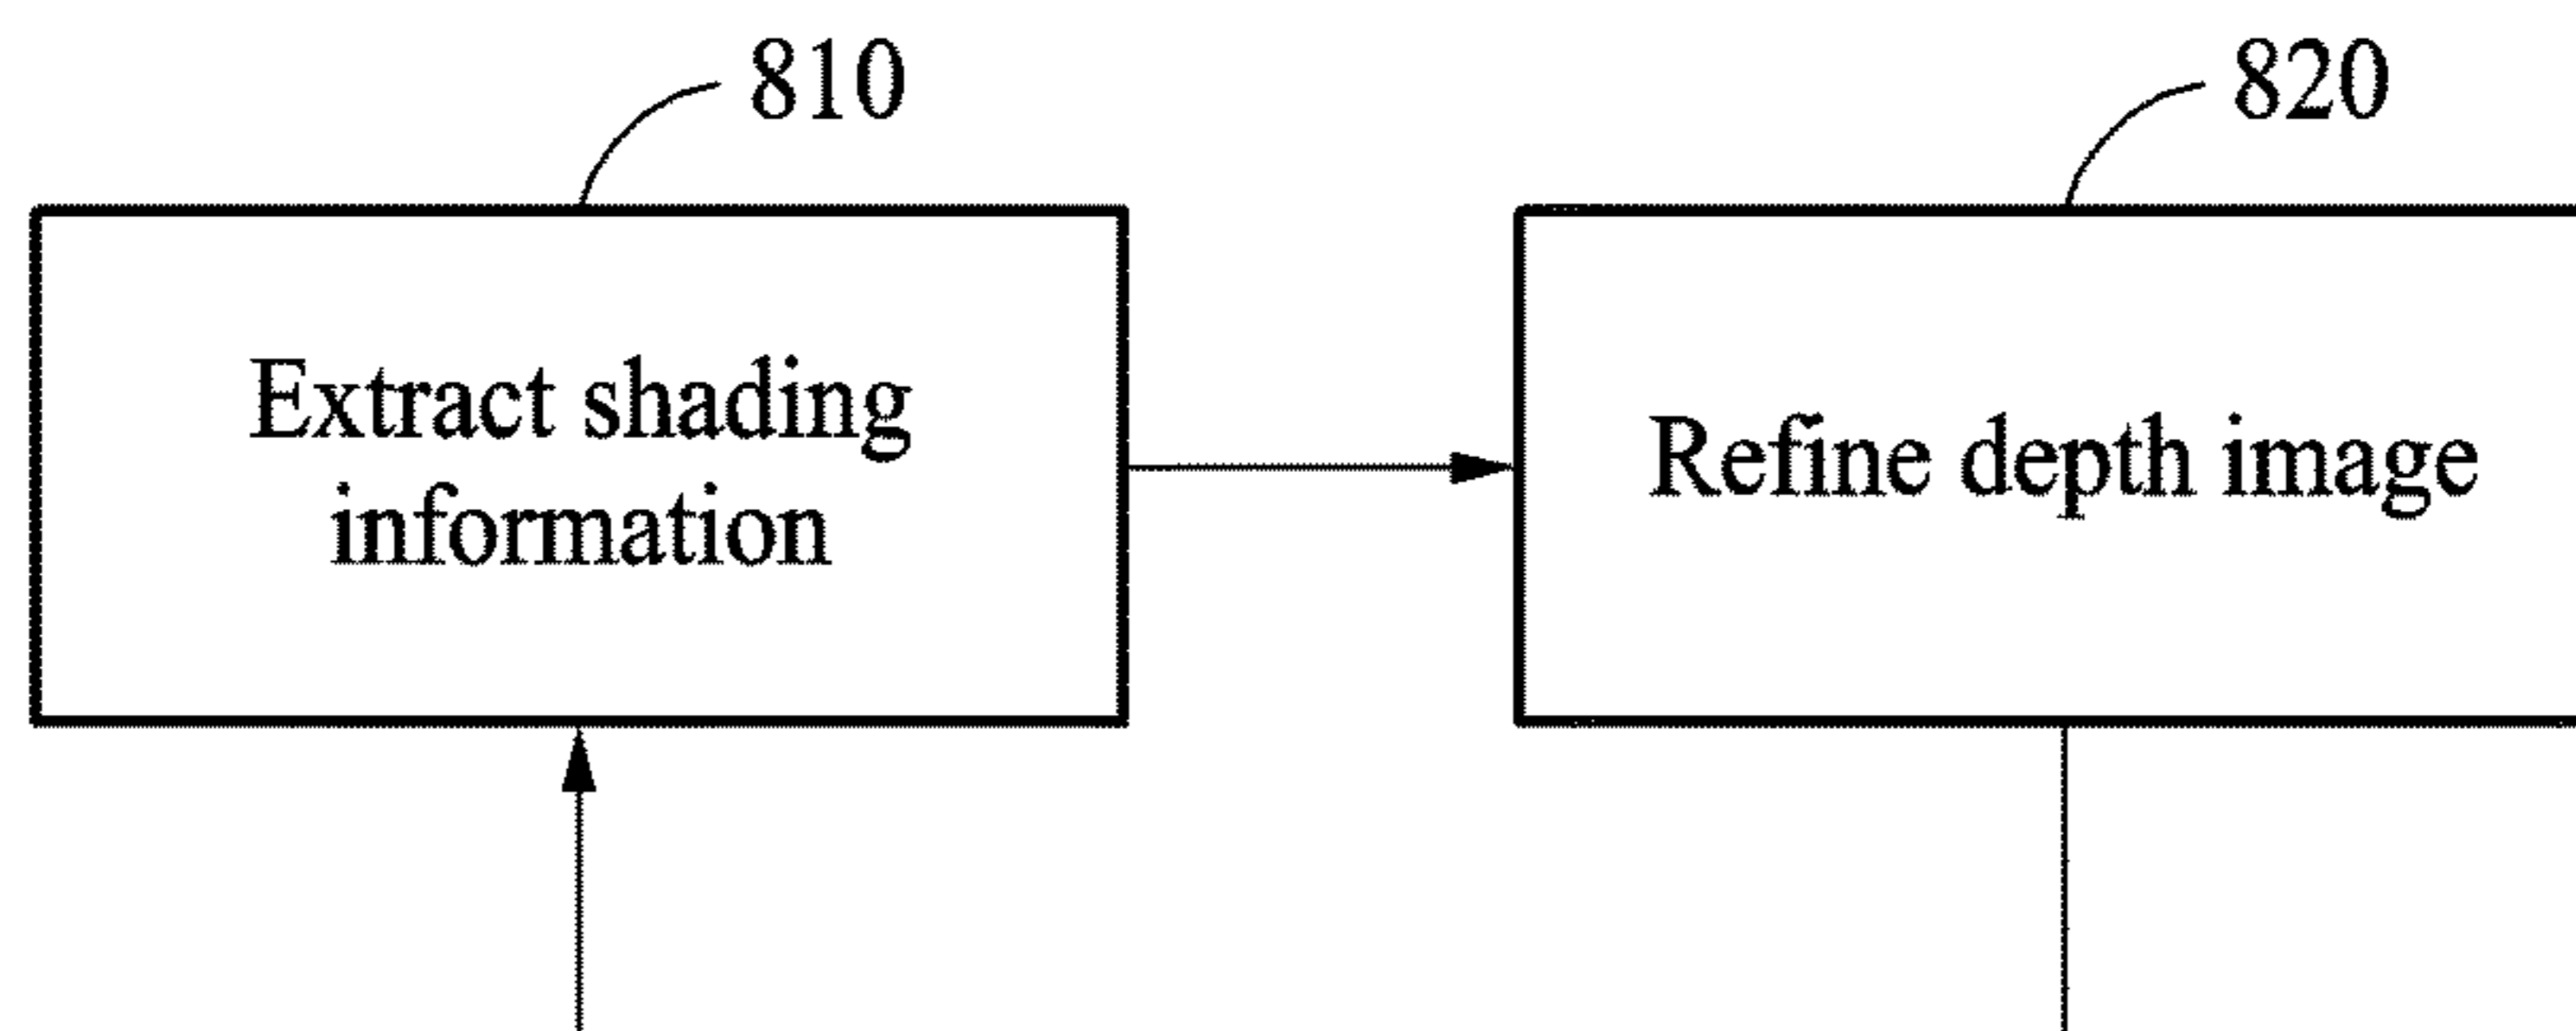 810
820
Extract shading
information
Refine depth image